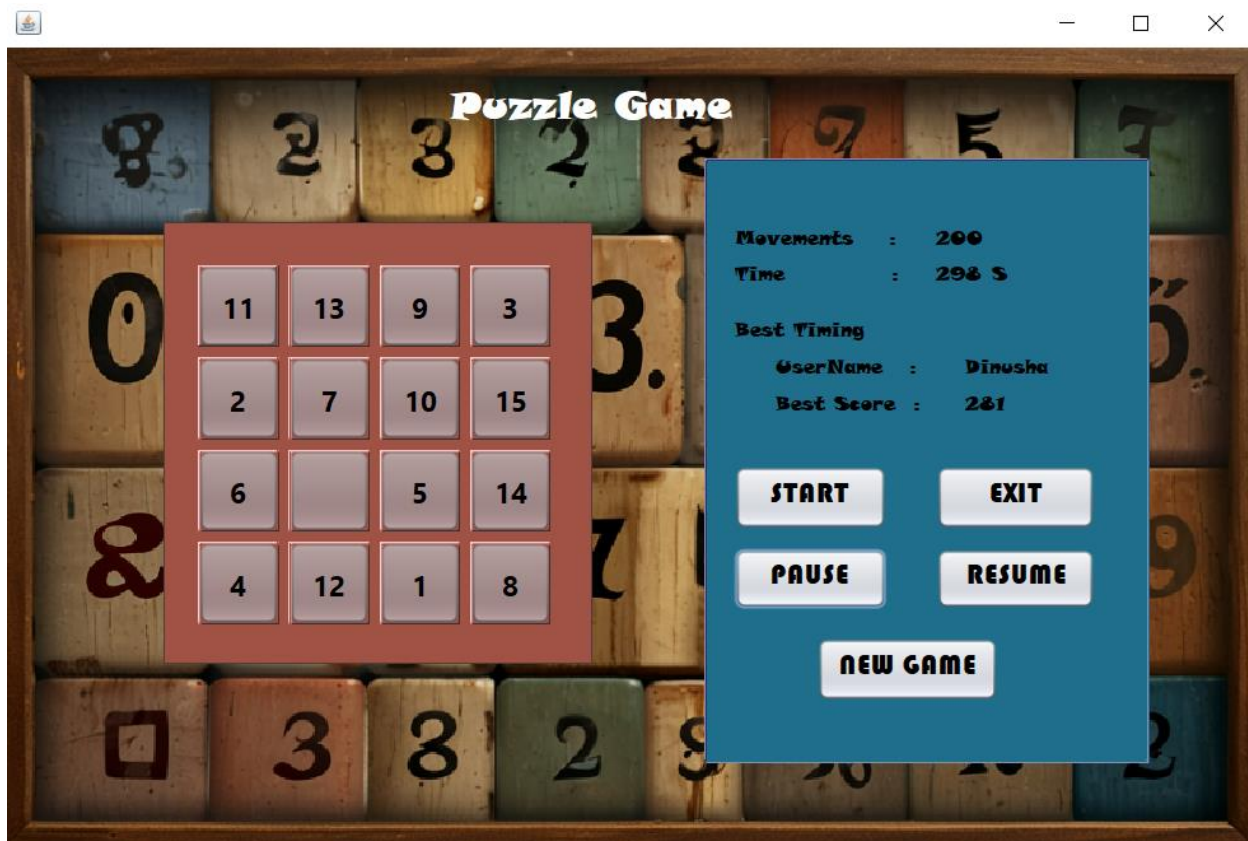 Puzzle Game
Movements : 200
Time : 298 S
Best Timing
UserName : Dinusha
Best Score : 281
11 13 9 3
2 7 10 15
6 5 14
4 12 1 8
START EXIT
PAUSE RESUME
NEW GAME